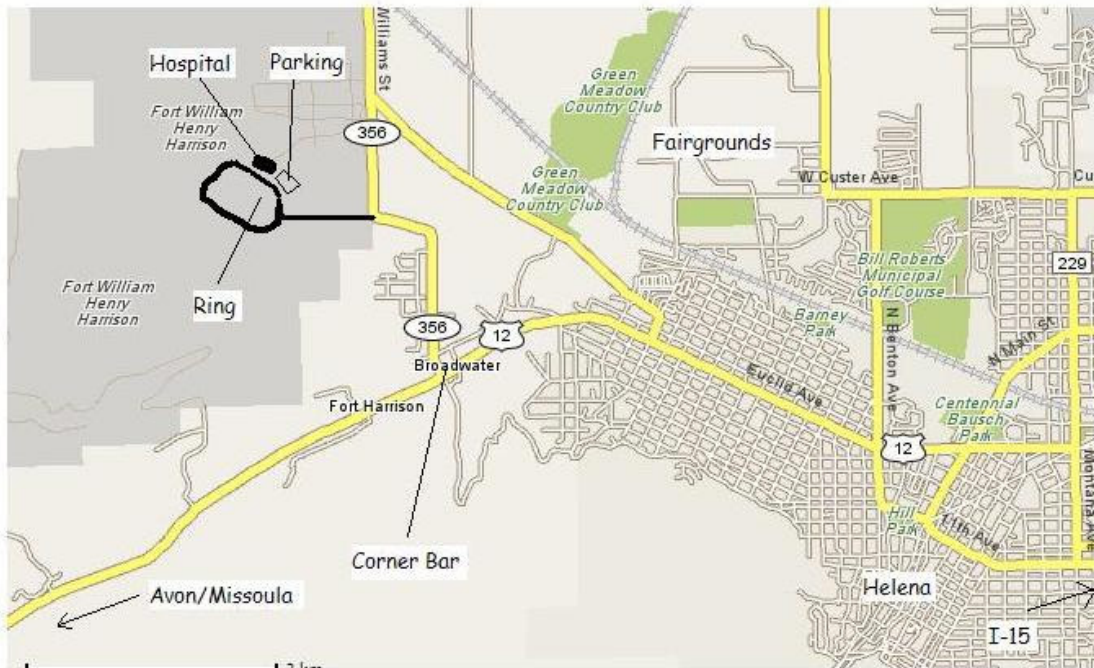 Williams St
Hospital
Parking
Fort William
Henry
Harrison
356
Green
Meadow
Country Club
Fairgrounds
Green
Meadow
Country Club
W Custer Ave
Cu
Fort William
Henry
Harrison
Ring
Bill Roberts
Municipal
Golf Course
229
356
12
Barney
Park
N Benton Ave
N Main St
Broadwater
Euclid Ave
Fort Harrison
Centennial
Bausch
Park
12
Montana Ave
Hill
Park
11th Ave
Corner Bar
Avon/Missoula
Helena
I-15